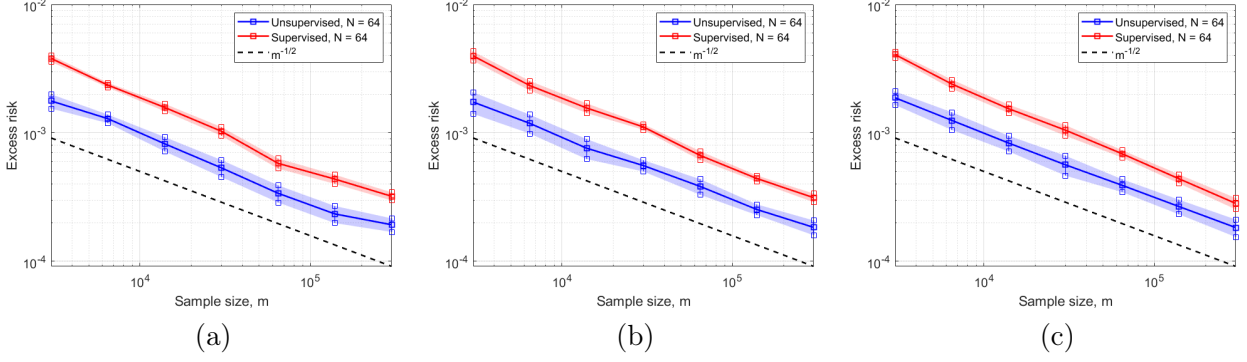 10^-2
10^-3
10^-4
Excess risk
Unsupervised, N = 64
Supervised, N = 64
m^-1/2
10^4
10^5
Sample size, m
(a)
10^-2
10^-3
10^-4
Excess risk
Unsupervised, N = 64
Supervised, N = 64
m^-1/2
10^4
10^5
Sample size, m
(b)
10^-2
10^-3
10^-4
Excess risk
Unsupervised, N = 64
Supervised, N = 64
m^-1/2
10^4
10^5
Sample size, m
(c)